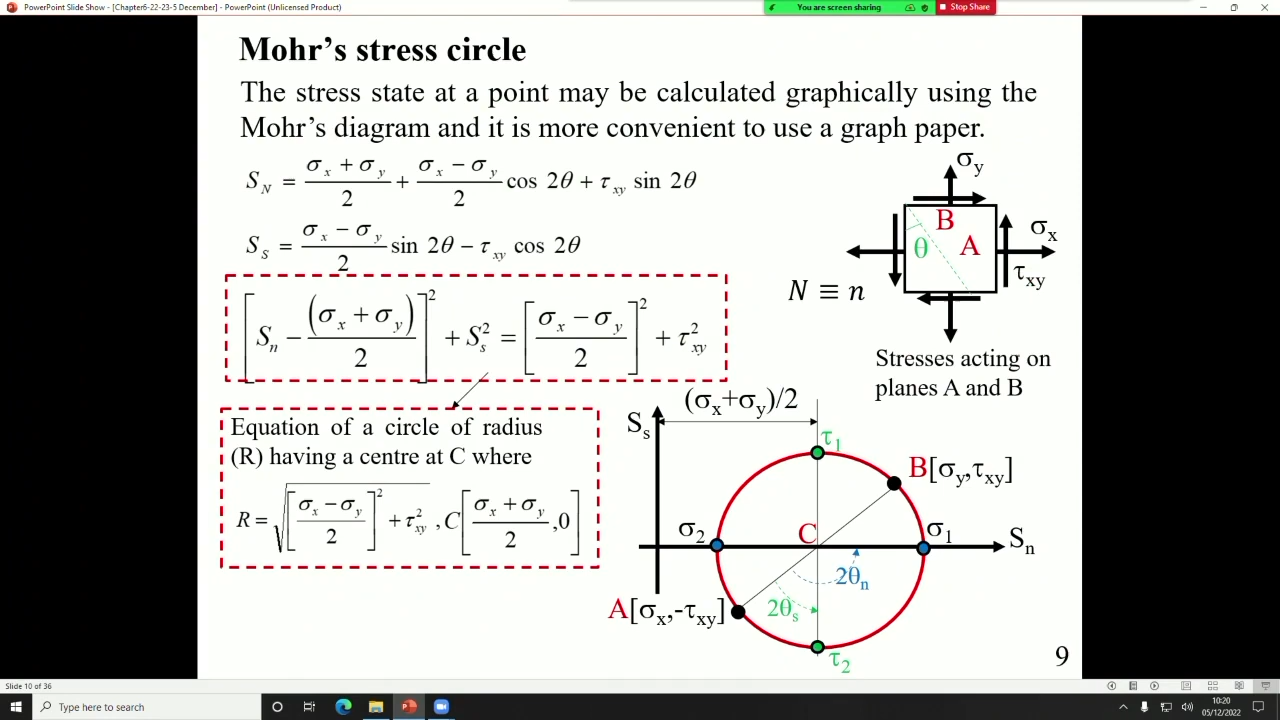 PowerPoint Slide Show - [Chapter6-22-23-5 December] - PowerPoint (Unlicensed Product)
You are screen sharing
Stop Share
Mohr's stress circle
The stress state at a point may be calculated graphically using the
Mohr's diagram and it is more convenient to use a graph paper.
S_N = (σ_x + σ_y)/2 + (σ_x − σ_y)/2 cos 2θ + τ_xy sin 2θ
S_S = (σ_x − σ_y)/2 sin 2θ − τ_xy cos 2θ
[S_n − (σ_x + σ_y)/2]^2 + S_s^2 = [(σ_x − σ_y)/2]^2 + τ_xy^2
σ_y
B
σ_x
θ
A
τ_xy
N ≡ n
Stresses acting on
planes A and B
Equation of a circle of radius
(R) having a centre at C where
R = √([(σ_x − σ_y)/2]^2 + τ_xy^2) , C[(σ_x + σ_y)/2 ,0]
(σ_x+σ_y)/2
S_s
τ_1
B[σ_y,τ_xy]
σ_2
C
σ_1
S_n
2θ_n
2θ_s
A[σ_x,-τ_xy]
τ_2
9
Slide 10 of 36
Type here to search
10:20
05/12/2022